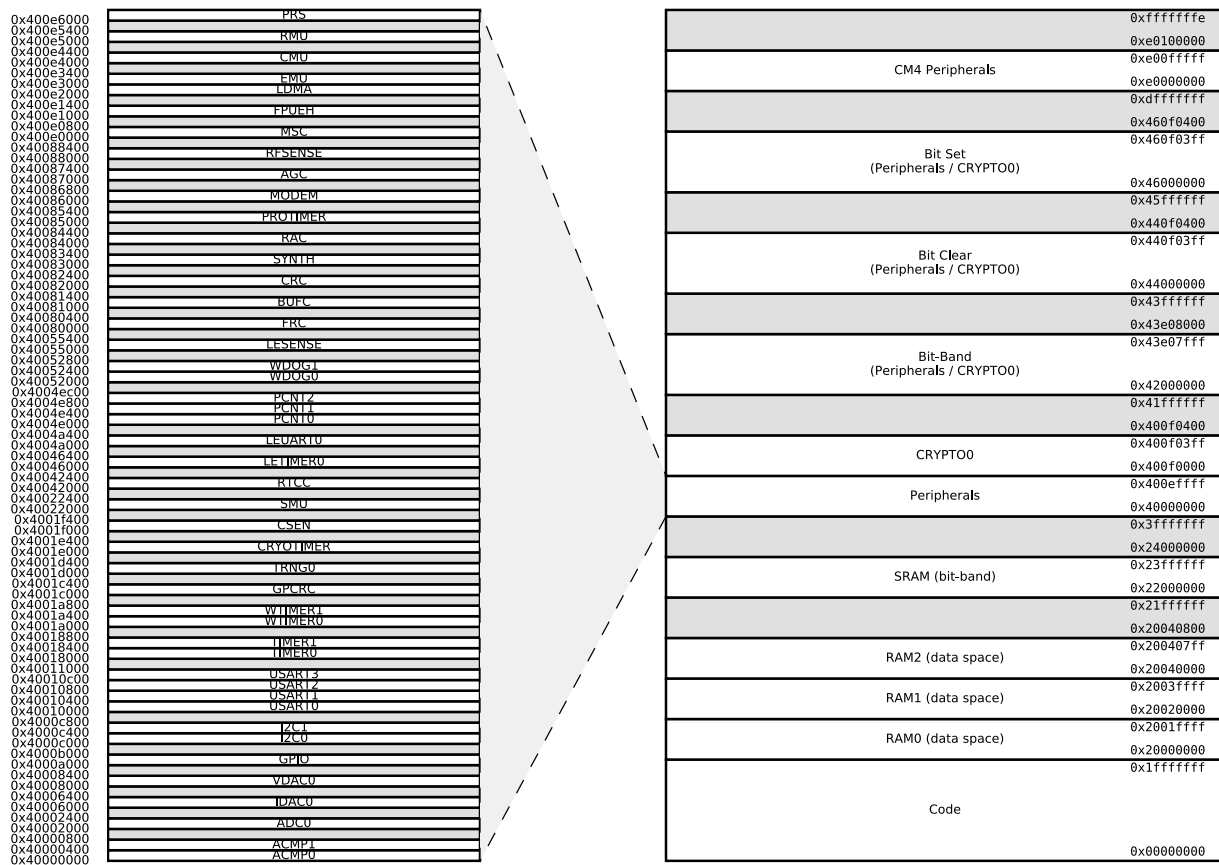 PRS
0x400e6000
0x400e5400
RMU
0x400e5000
0x400e4400
CMU
0x400e4000
0x400e3400
EMU
0x400e3000
LDMA
0x400e2000
0x400e1400
FPUEH
0x400e1000
0x400e0800
MSC
0x400e0000
0x40088400
RFSENSE
0x40088000
0x40087400
AGC
0x40087000
0x40086800
MODEM
0x40086000
0x40085400
PROTIMER
0x40085000
0x40084400
RAC
0x40084000
0x40083400
SYNTH
0x40083000
0x40082400
CRC
0x40082000
0x40081400
BUFC
0x40081000
0x40080400
FRC
0x40080000
0x40055400
LESENSE
0x40055000
0x40052800
WDOG1
0x40052400
WDOG0
0x40052000
0x4004ec00
PCNT2
0x4004e800
PCNT1
0x4004e400
PCNT0
0x4004e000
0x4004a400
LEUART0
0x4004a000
0x40046400
LETIMER0
0x40046000
0x40042400
RTCC
0x40042000
0x40022400
SMU
0x40022000
0x4001f400
CSEN
0x4001f000
0x4001e400
CRYOTIMER
0x4001e000
0x4001d400
TRNG0
0x4001d000
0x4001c400
GPCRC
0x4001c000
0x4001a800
WTIMER1
0x4001a400
WTIMER0
0x4001a000
0x40018800
TIMER1
0x40018400
TIMER0
0x40018000
0x40011000
USART3
0x40010c00
USART2
0x40010800
USART1
0x40010400
USART0
0x40010000
0x4000c800
I2C1
0x4000c400
I2C0
0x4000c000
0x4000b000
GPIO
0x4000a000
0x40008400
VDAC0
0x40008000
0x40006400
IDAC0
0x40006000
0x40002400
ADC0
0x40002000
0x40000800
ACMP1
0x40000400
ACMP0
0x40000000
0xfffffffe
0xe0100000
0xe00fffff
CM4 Peripherals
0xe0000000
0xdfffffff
0x460f0400
0x460f03ff
Bit Set
(Peripherals / CRYPTO0)
0x46000000
0x45ffffff
0x440f0400
0x440f03ff
Bit Clear
(Peripherals / CRYPTO0)
0x44000000
0x43ffffff
0x43e08000
0x43e07fff
Bit-Band
(Peripherals / CRYPTO0)
0x42000000
0x41ffffff
0x400f0400
0x400f03ff
CRYPTO0
0x400f0000
0x400effff
Peripherals
0x40000000
0x3fffffff
0x24000000
0x23ffffff
SRAM (bit-band)
0x22000000
0x21ffffff
0x20040800
0x200407ff
RAM2 (data space)
0x20040000
0x2003ffff
RAM1 (data space)
0x20020000
0x2001ffff
RAM0 (data space)
0x20000000
0x1fffffff
Code
0x00000000